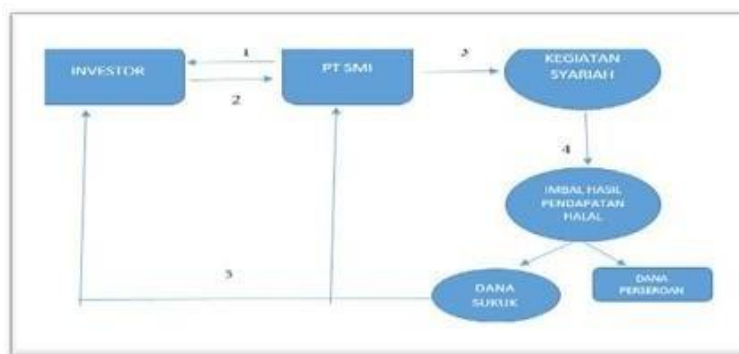 1
INVESTOR
2
PT SMI
3
KEGIATAN
SYARIAH
4
IMBAL HASIL
PENDAPATAN
HALAL
DANA
SUKUK
DANA
PERSEROAN
5